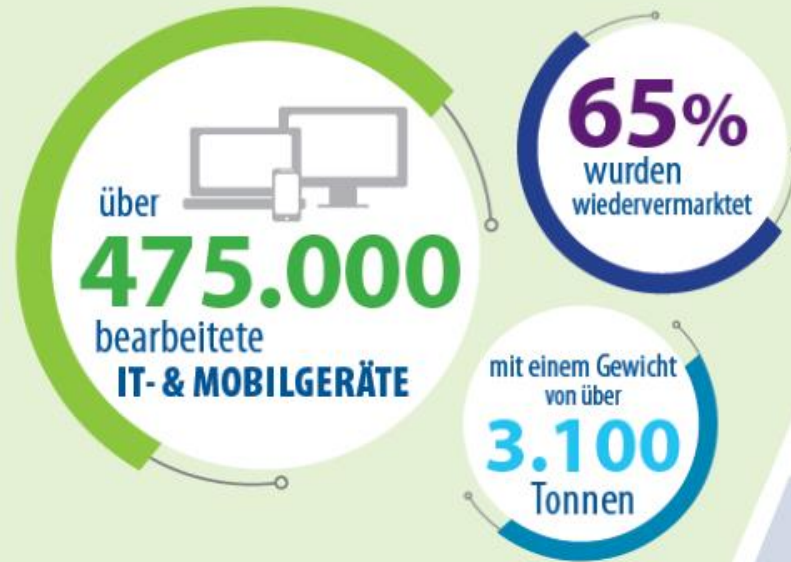 über
475.000
bearbeitete
IT- & MOBILGERÄTE
65%
wurden
wiedervermarktet
mit einem Gewicht
von über
3.100
Tonnen